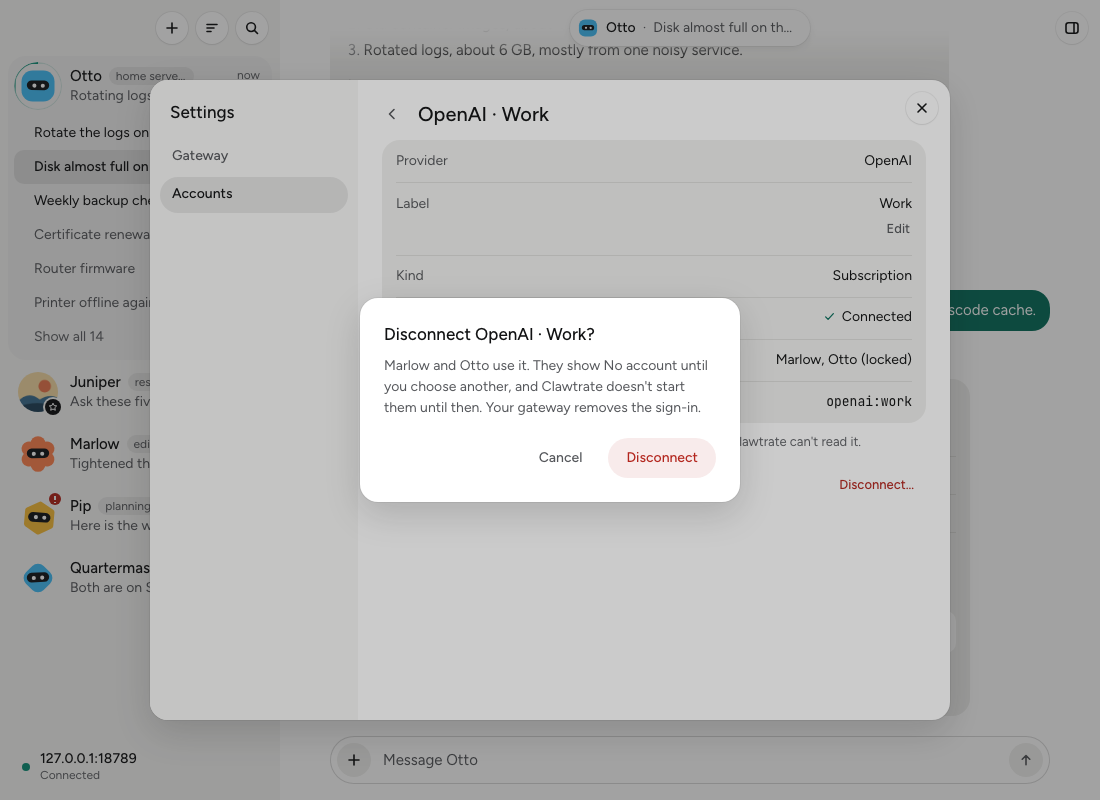 Otto · Disk almost full on th…
3. Rotated logs, about 6 GB, mostly from one noisy service.
Otto home serve… now
Rotating logs
Rotate the logs on
Disk almost full on
Weekly backup che
Certificate renewa
Router firmware
Printer offline again
Show all 14
Juniper res
Ask these fiv
Marlow edi
Tightened th
Pip planning
Here is the w
Quartermas
Both are on S
127.0.0.1:18789
Connected
Settings
Gateway
Accounts
OpenAI · Work
Provider OpenAI
Label Work
Edit
Kind Subscription
Connected
Marlow, Otto (locked)
openai:work
lawtrate can't read it.
Disconnect…
Disconnect OpenAI · Work?
Marlow and Otto use it. They show No account until
you choose another, and Clawtrate doesn't start
them until then. Your gateway removes the sign-in.
Cancel Disconnect
scode cache.
Message Otto